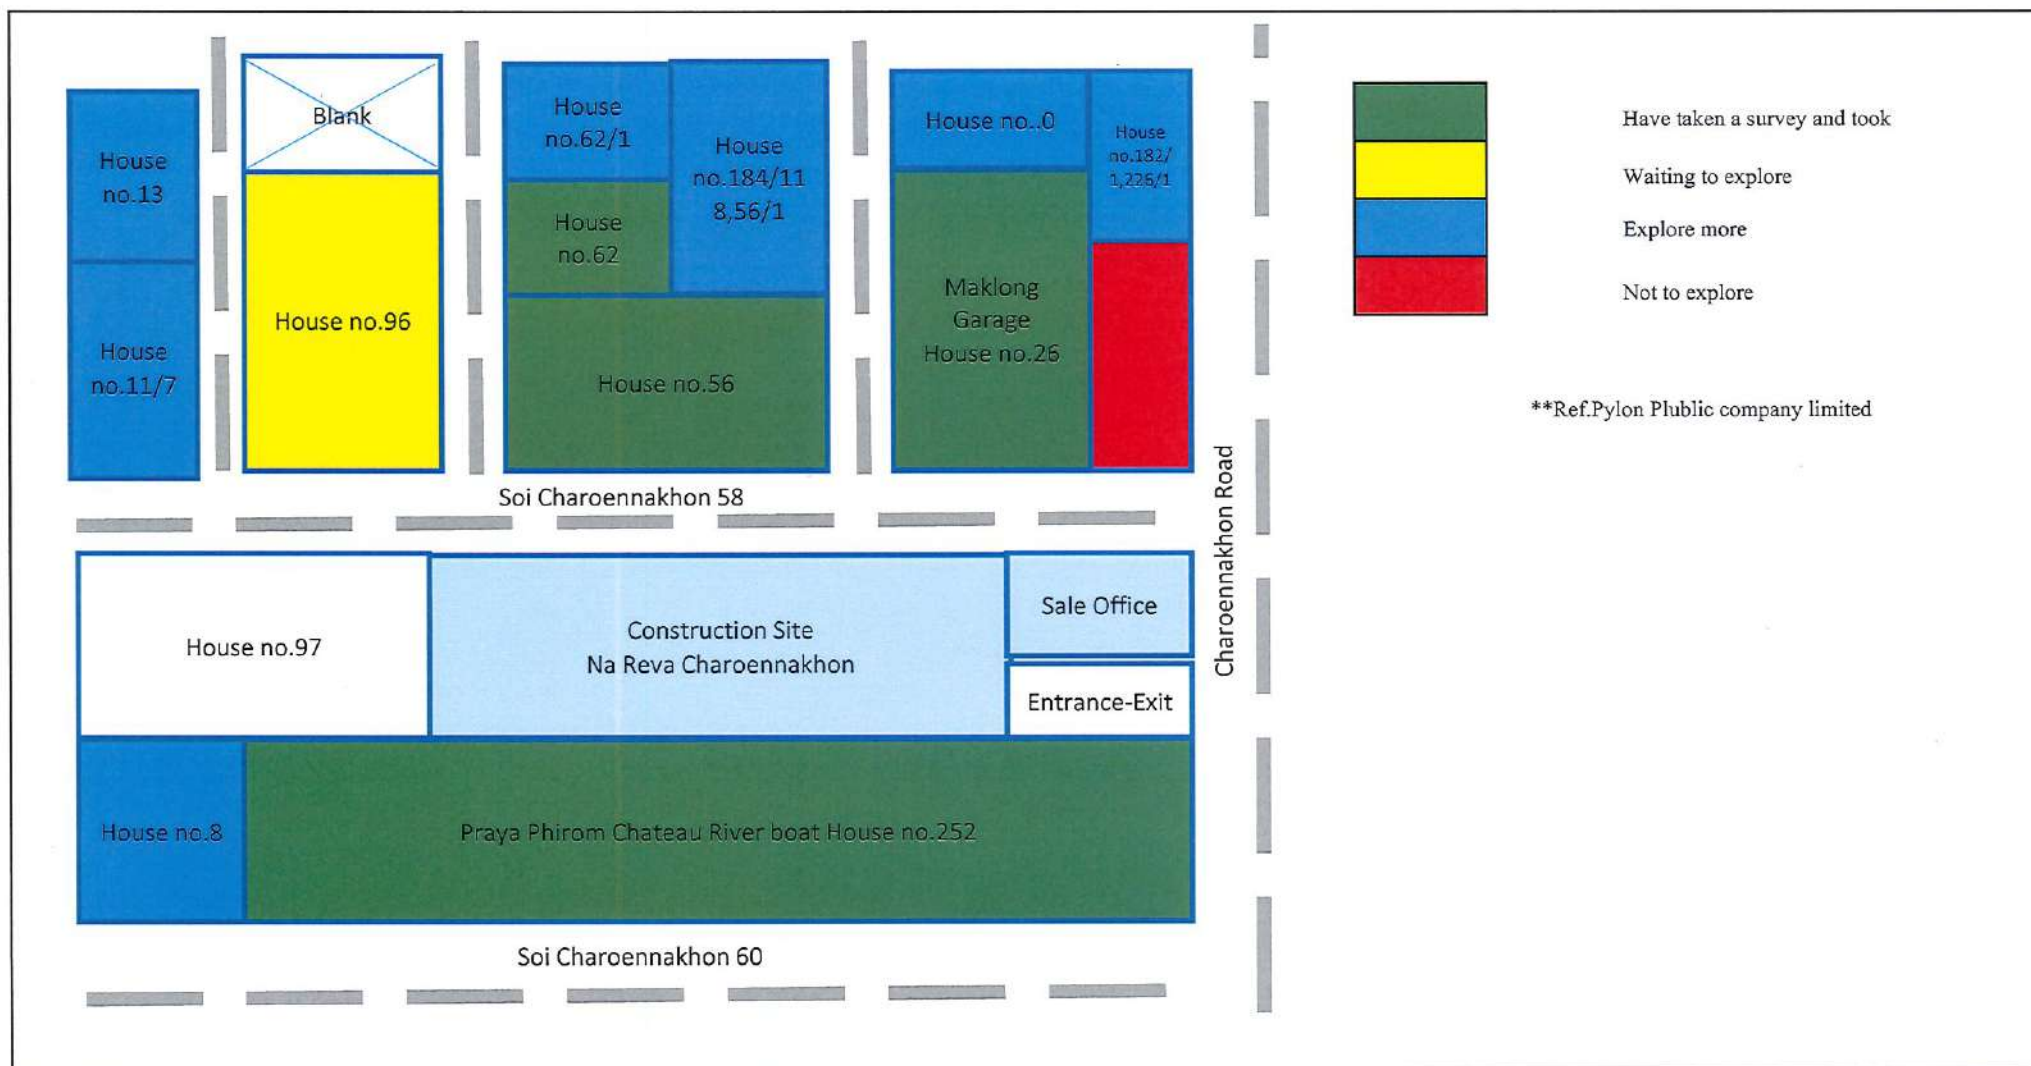 House
no.13
House
no.11/7
Blank
House no.96
House
no.62/1
House
no.62
House
no.184/11
8,56/1
House no.56
House no..0
House
no.182/
1,226/1
Maklong
Garage
House no.26
Soi Charoennakhon 58
Charoennakhon Road
House no.97
Construction Site
Na Reva Charoennakhon
Sale Office
Entrance-Exit
House no.8
Praya Phirom Chateau River boat House no.252
Soi Charoennakhon 60
Have taken a survey and took
Waiting to explore
Explore more
Not to explore
**Ref.Pylon Plublic company limited